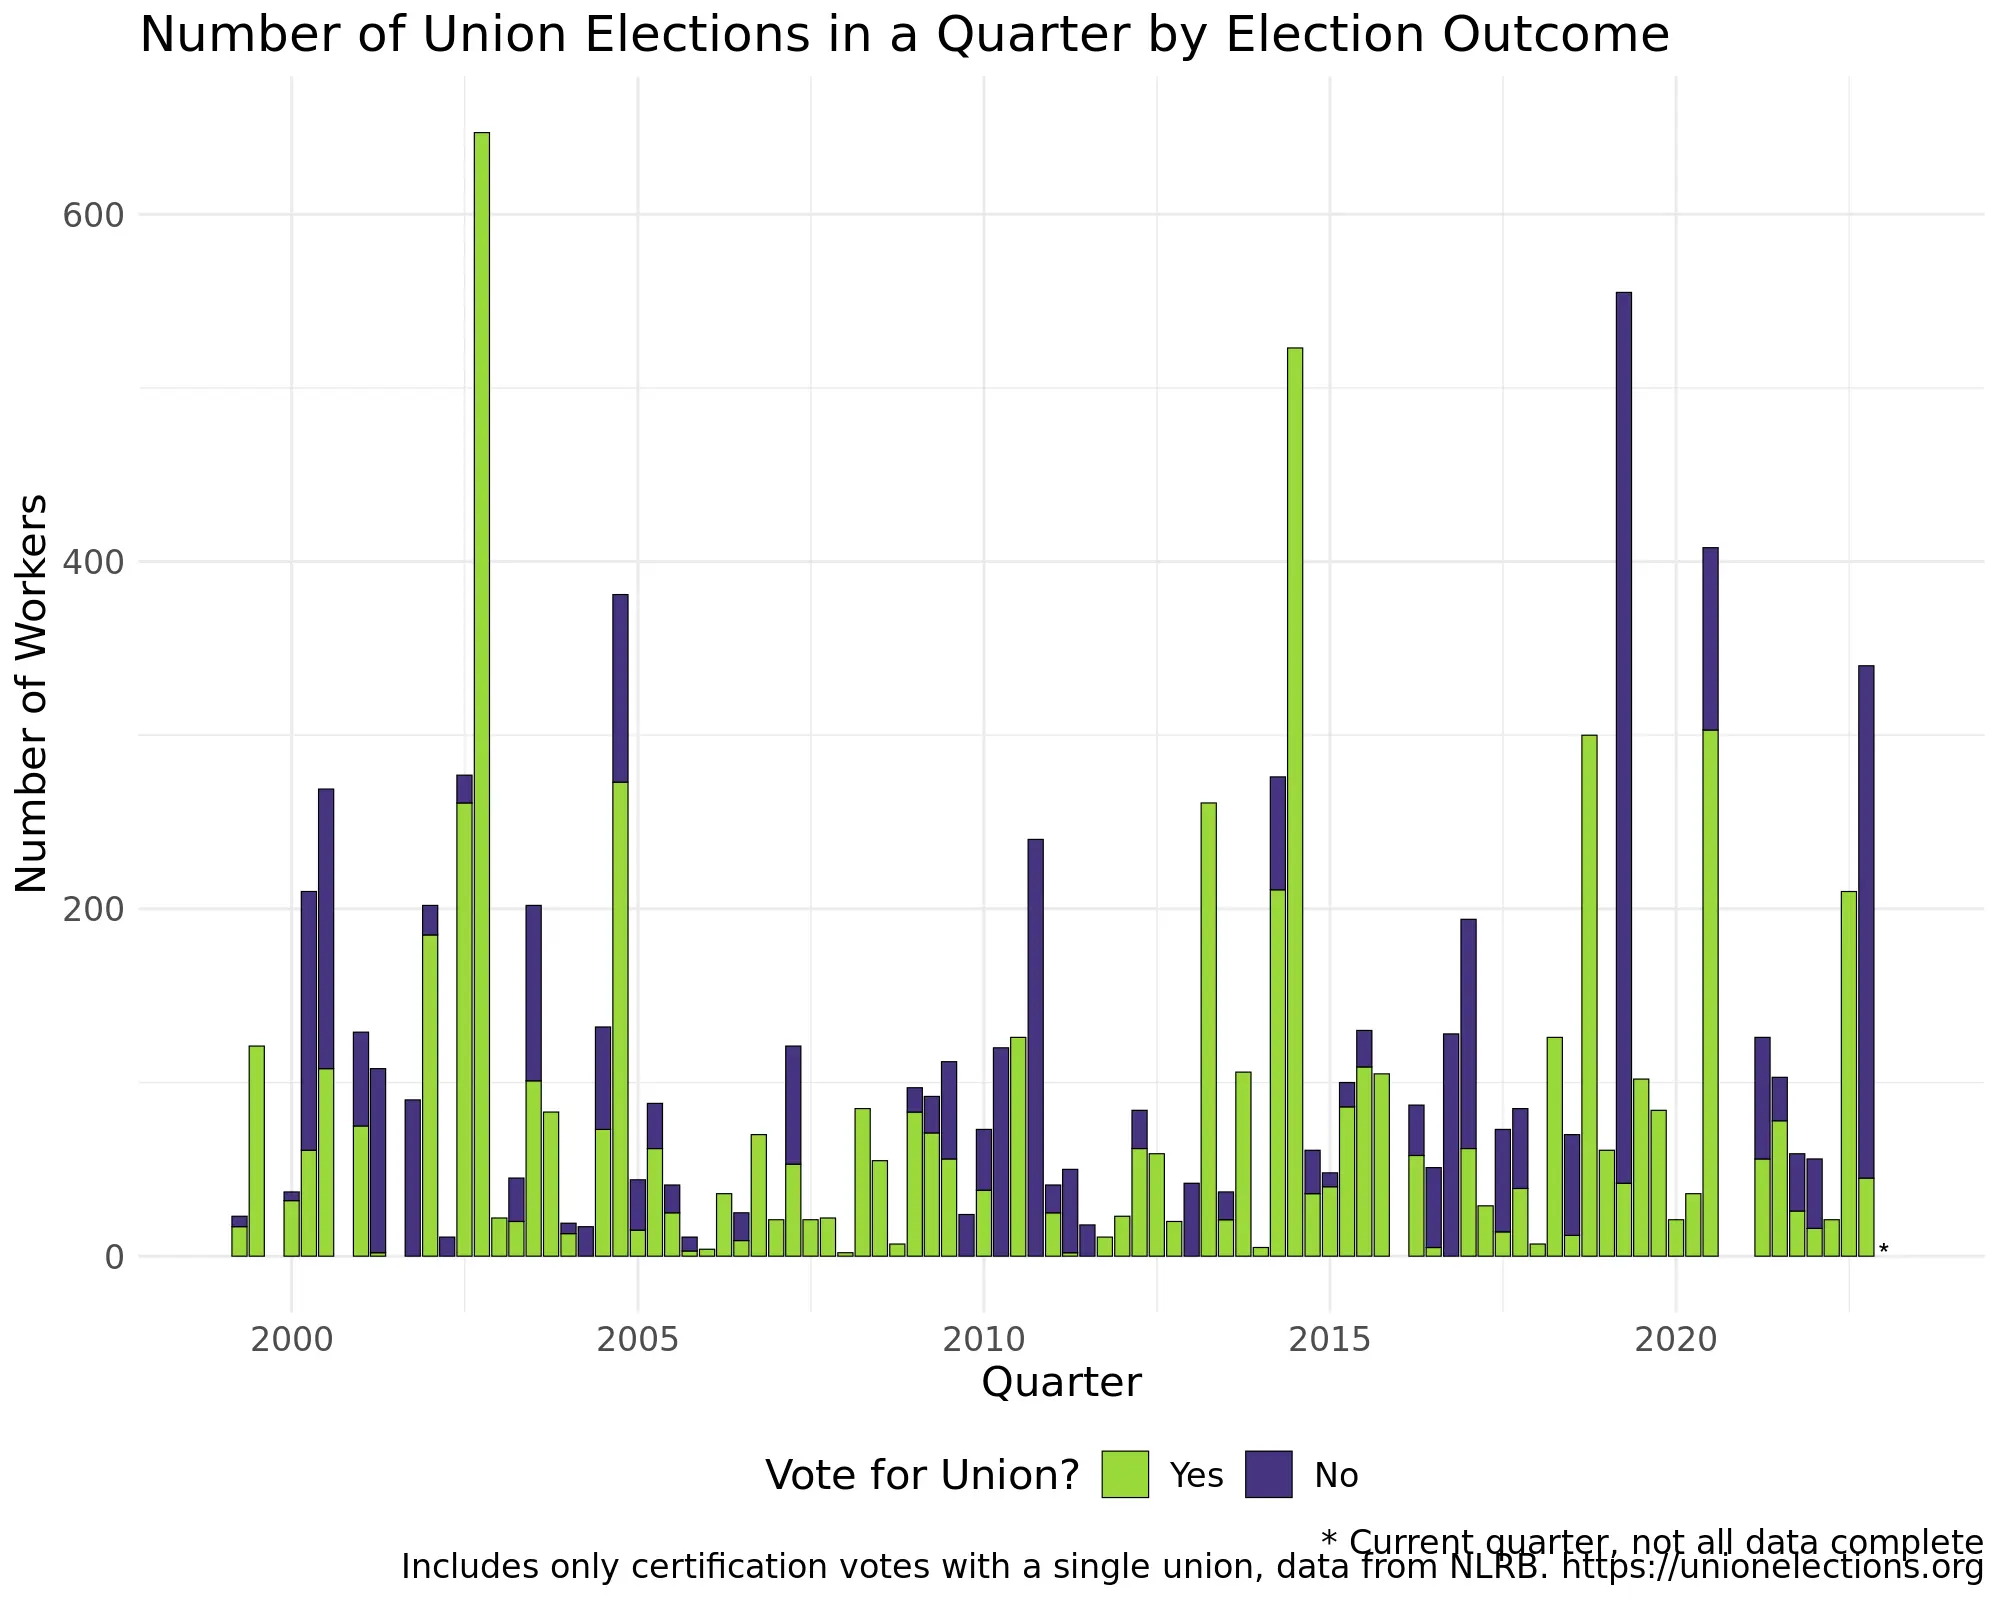 Number of Union Elections in a Quarter by Election Outcome
Number of Workers
600
400
200
0
*
2000 2005 2010 2015 2020
Quarter
Vote for Union? Yes No
* Current quarter, not all data complete
Includes only certification votes with a single union, data from NLRB. https://unionelections.org